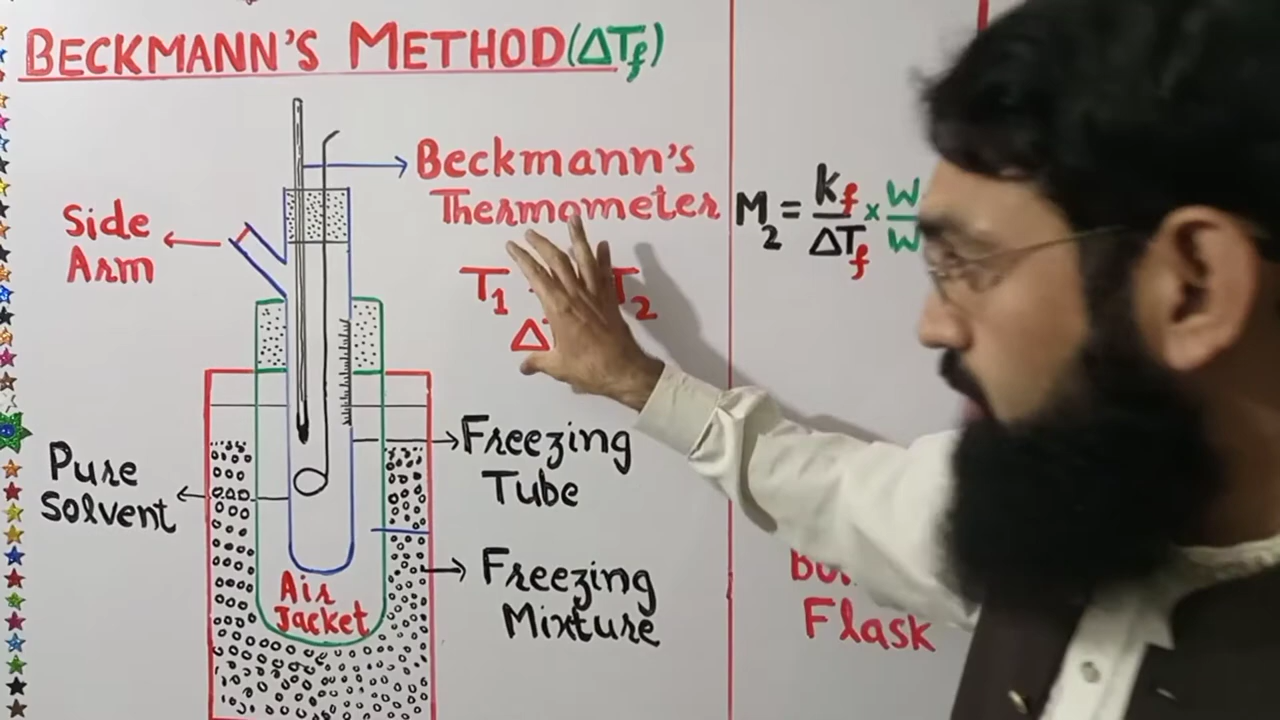 BECKMANN'S METHOD (ΔTf)
Beckmann's
Thermometer
Side
Arm
T1 T2
Δ
M2 = kf/ΔTf × W/W
Pure
Solvent
Freezing
Tube
Freezing
Mixture
Air
Jacket
Flask